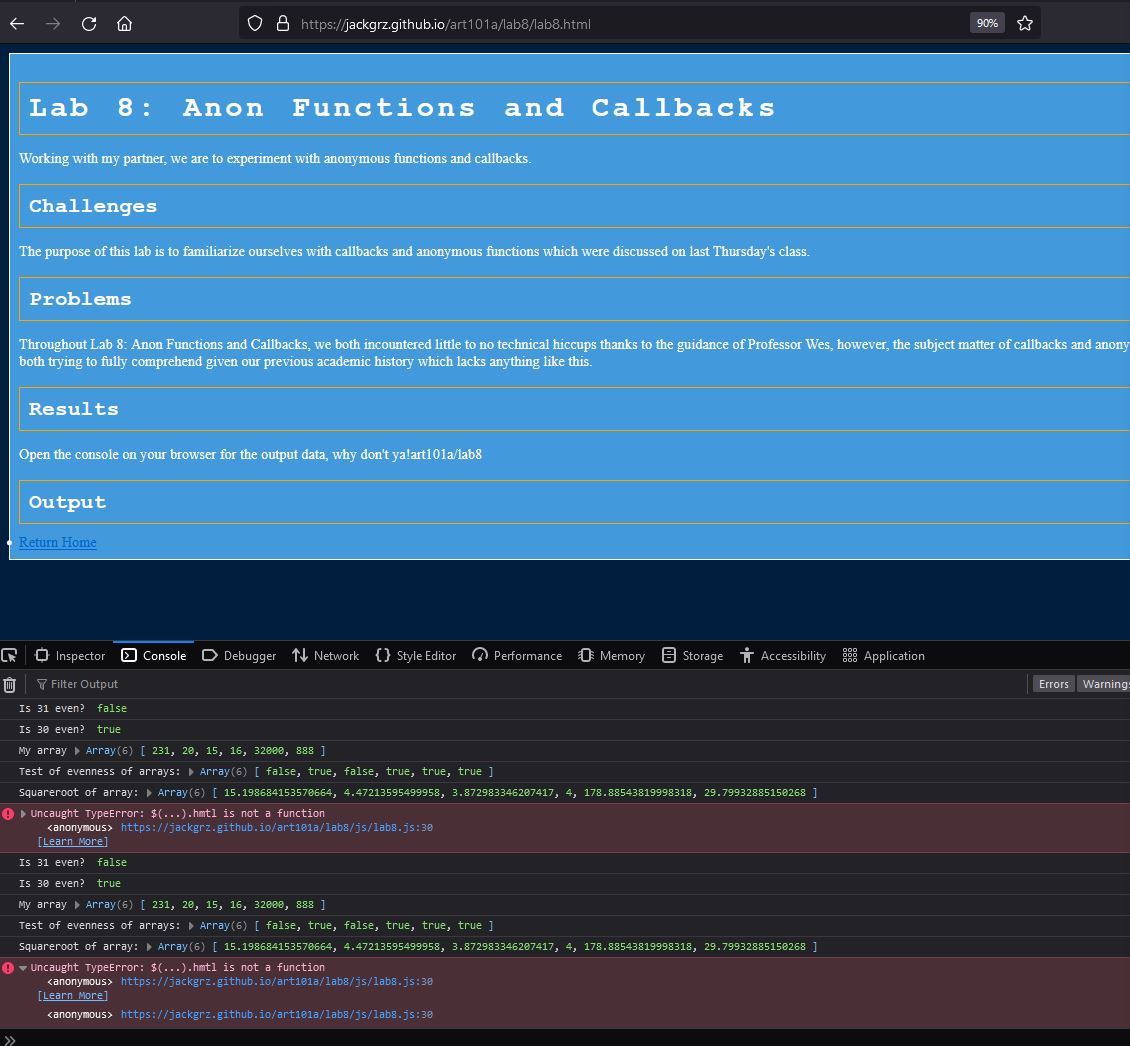 https://jackgrz.github.io/art101a/lab8/lab8.html
90%
Lab 8: Anon Functions and Callbacks
Working with my partner, we are to experiment with anonymous functions and callbacks.
Challenges
The purpose of this lab is to familiarize ourselves with callbacks and anonymous functions which were discussed on last Thursday's class.
Problems
Throughout Lab 8: Anon Functions and Callbacks, we both incountered little to no technical hiccups thanks to the guidance of Professor Wes, however, the subject matter of callbacks and anony
both trying to fully comprehend given our previous academic history which lacks anything like this.
Results
Open the console on your browser for the output data, why don't ya!art101a/lab8
Output
Return Home
Inspector Console Debugger Network Style Editor Performance Memory Storage Accessibility Application
Filter Output Errors Warnings
Is 31 even? false
Is 30 even? true
My array Array(6) [ 231, 20, 15, 16, 32000, 888 ]
Test of evenness of arrays: Array(6) [ false, true, false, true, true, true ]
Squareroot of array: Array(6) [ 15.198684153570664, 4.47213595499958, 3.872983346207417, 4, 178.88543819998318, 29.79932885150268 ]
Uncaught TypeError: $(...).hmtl is not a function
<anonymous> https://jackgrz.github.io/art101a/lab8/js/lab8.js:30
[Learn More]
Is 31 even? false
Is 30 even? true
My array Array(6) [ 231, 20, 15, 16, 32000, 888 ]
Test of evenness of arrays: Array(6) [ false, true, false, true, true, true ]
Squareroot of array: Array(6) [ 15.198684153570664, 4.47213595499958, 3.872983346207417, 4, 178.88543819998318, 29.79932885150268 ]
Uncaught TypeError: $(...).hmtl is not a function
<anonymous> https://jackgrz.github.io/art101a/lab8/js/lab8.js:30
[Learn More]
<anonymous> https://jackgrz.github.io/art101a/lab8/js/lab8.js:30